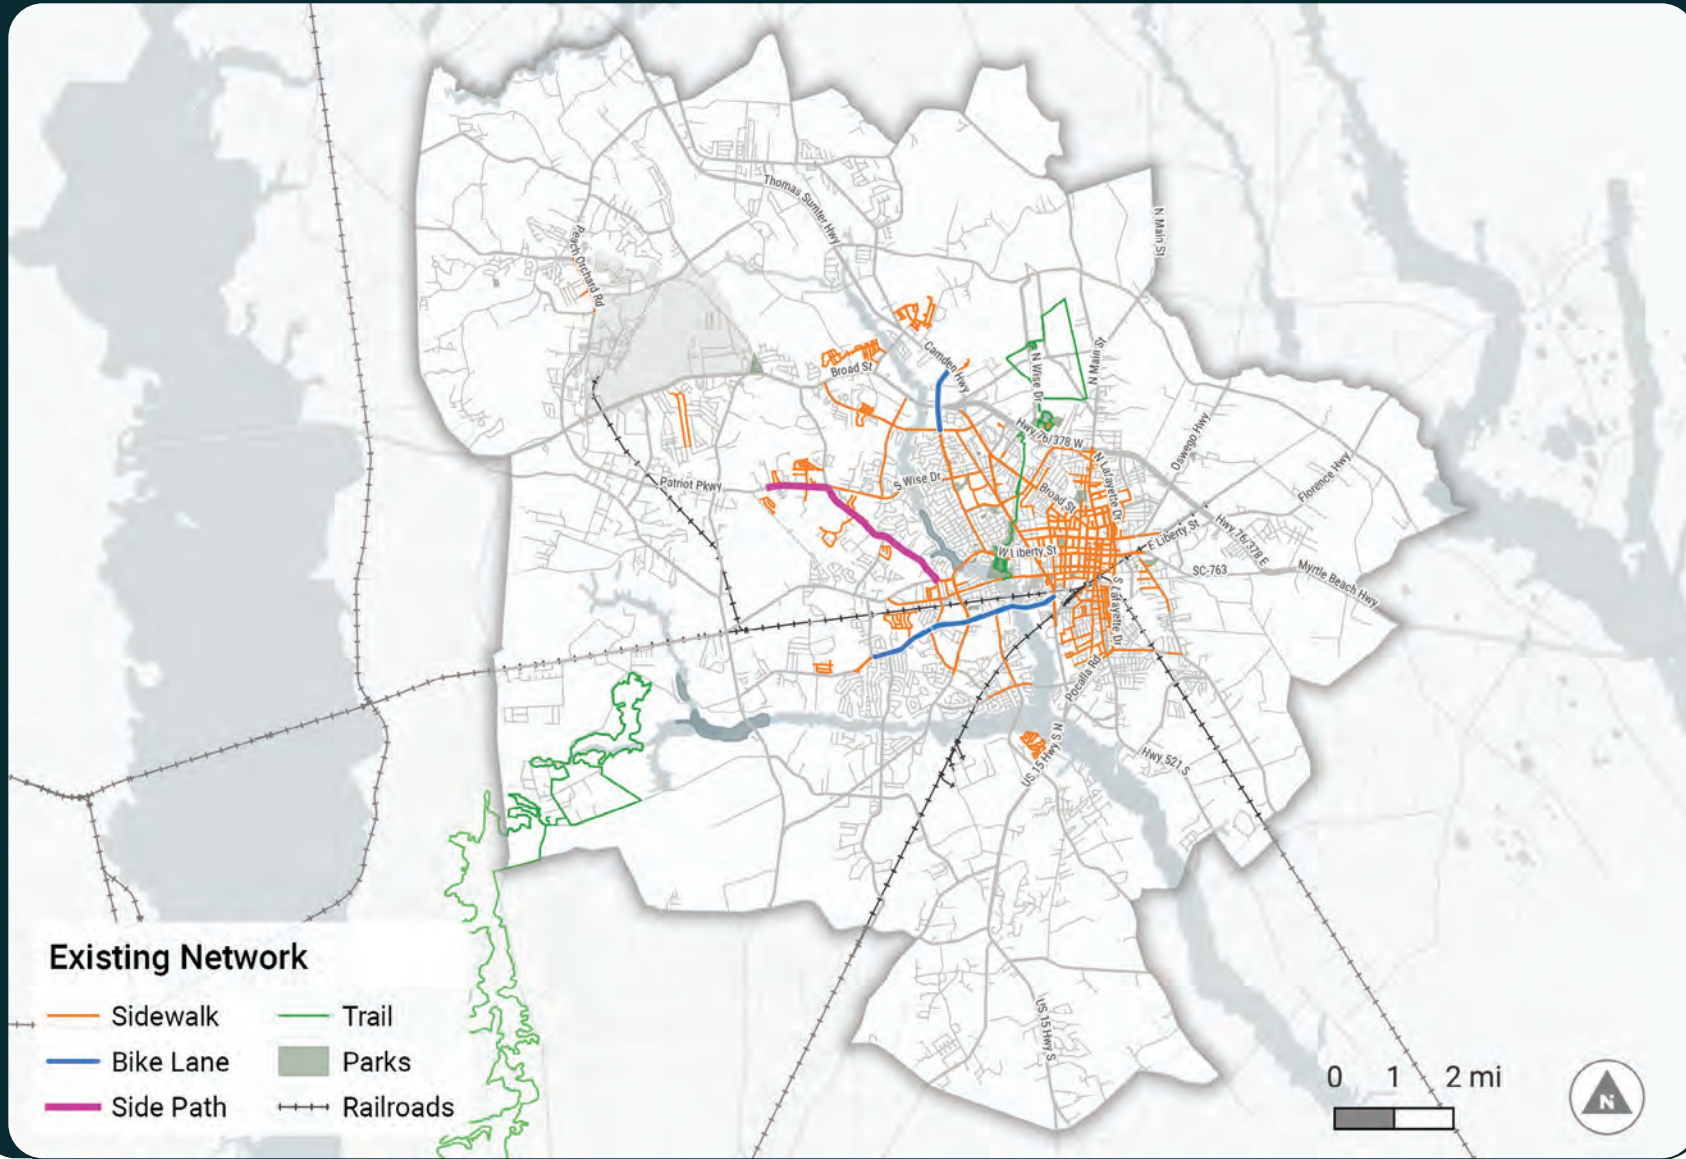 N Main St
Thomas Sumter Hwy
Peach Orchard Rd
Camden Hwy
N Main St
N Wise Dr
Broad St
Hwy 76/378 W
Oswego Hwy
N Lafayette Dr
Florence Hwy
Patriot Pkwy
S Wise Dr
Broad St
Hwy 76/378 E
E Liberty St
W Liberty St
SC-763
Myrtle Beach Hwy
S Lafayette Dr
Pocalla Rd
US 15 Hwy S N
Hwy 521 S
US 15 Hwy S
Existing Network
Sidewalk
Bike Lane
Side Path
Trail
Parks
Railroads
0 1 2 mi
N